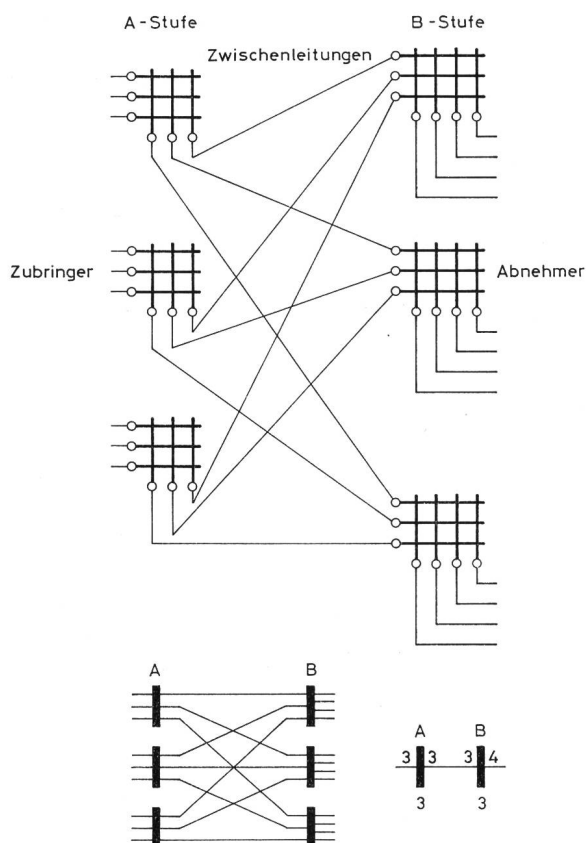 A-Stufe
B-Stufe
Zwischenleitungen
Zubringer
Abnehmer
A
B
A
B
3 3 3 4
3 3